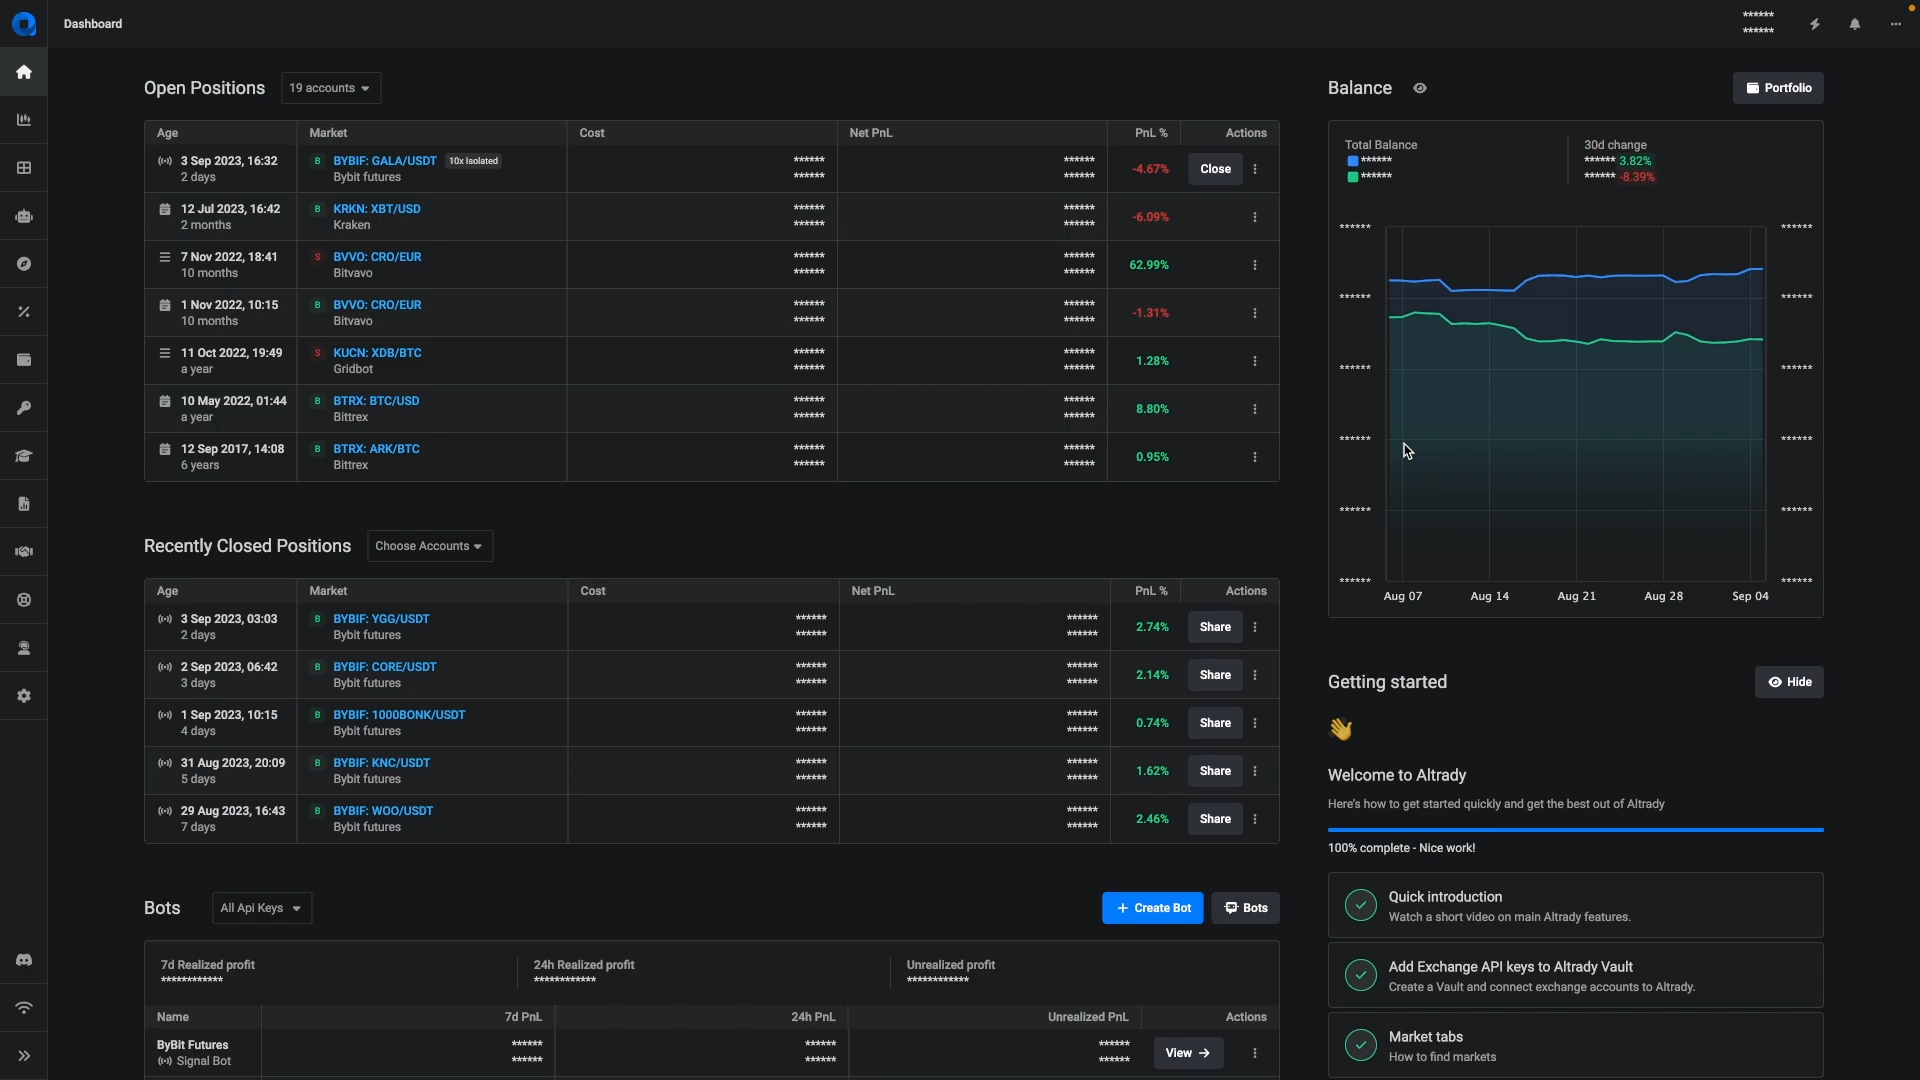 Dashboard
******
******
Open Positions
19 accounts
Balance
Portfolio
Age Market Cost Net PnL PnL % Actions
3 Sep 2023, 16:32 B BYBIF: GALA/USDT 10x Isolated ****** ****** -4.67% Close
2 days Bybit futures ****** ******
12 Jul 2023, 16:42 B KRKN: XBT/USD ****** ****** -6.09%
2 months Kraken ****** ******
7 Nov 2022, 18:41 S BVVO: CRO/EUR ****** ****** 62.99%
10 months Bitvavo ****** ******
1 Nov 2022, 10:15 B BVVO: CRO/EUR ****** ****** -1.31%
10 months Bitvavo ****** ******
11 Oct 2022, 19:49 S KUCN: XDB/BTC ****** ****** 1.28%
a year Gridbot ****** ******
10 May 2022, 01:44 B BTRX: BTC/USD ****** ****** 8.80%
a year Bittrex ****** ******
12 Sep 2017, 14:08 B BTRX: ARK/BTC ****** ****** 0.95%
6 years Bittrex ****** ******
Total Balance 30d change
****** ****** 3.82%
****** ****** -8.39%
****** ******
****** ******
****** ******
****** ******
****** ******
****** ******
Aug 07 Aug 14 Aug 21 Aug 28 Sep 04
Recently Closed Positions
Choose Accounts
Age Market Cost Net PnL PnL % Actions
3 Sep 2023, 03:03 B BYBIF: YGG/USDT ****** ****** 2.74% Share
2 days Bybit futures ****** ******
2 Sep 2023, 06:42 B BYBIF: CORE/USDT ****** ****** 2.14% Share
3 days Bybit futures ****** ******
1 Sep 2023, 10:15 B BYBIF: 1000BONK/USDT ****** ****** 0.74% Share
4 days Bybit futures ****** ******
31 Aug 2023, 20:09 B BYBIF: KNC/USDT ****** ****** 1.62% Share
5 days Bybit futures ****** ******
29 Aug 2023, 16:43 B BYBIF: WOO/USDT ****** ****** 2.46% Share
7 days Bybit futures ****** ******
Getting started
Hide
Welcome to Altrady
Here's how to get started quickly and get the best out of Altrady
100% complete - Nice work!
Quick introduction
Watch a short video on main Altrady features.
Add Exchange API keys to Altrady Vault
Create a Vault and connect exchange accounts to Altrady.
Market tabs
How to find markets
Bots
All Api Keys
+ Create Bot
Bots
7d Realized profit 24h Realized profit Unrealized profit
************ ************ ************
Name 7d PnL 24h PnL Unrealized PnL Actions
ByBit Futures ****** ****** ****** View →
Signal Bot ****** ****** ******